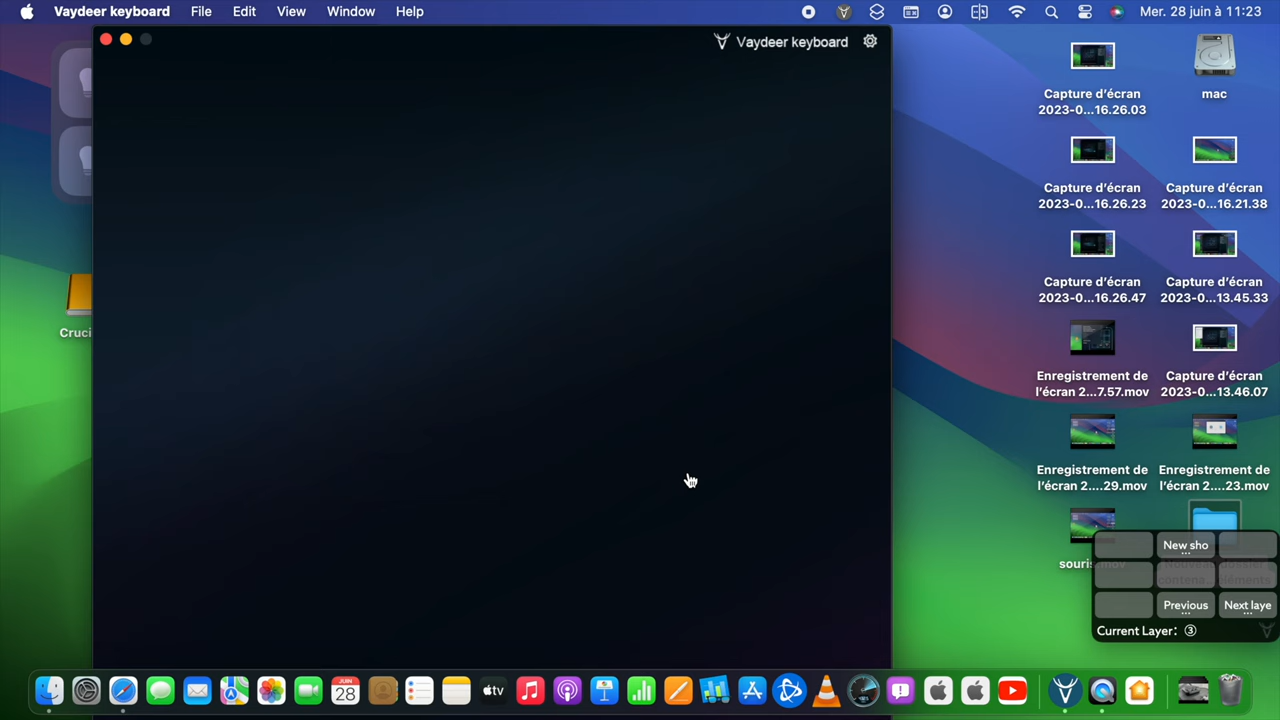 Vaydeer keyboard File Edit View Window Help Mer. 28 juin à 11:23
Vaydeer keyboard
Capture d'écran
2023-0...16.26.03
mac
Capture d'écran
2023-0...16.26.23
Capture d'écran
2023-0...16.21.38
Capture d'écran
2023-0...16.26.47
Capture d'écran
2023-0...13.45.33
Cruci
Enregistrement de
l'écran 2...7.57.mov
Capture d'écran
2023-0...13.46.07
Enregistrement de
l'écran 2....29.mov
Enregistrement de
l'écran 2....23.mov
New sho
...
Previous
...
Next laye
...
Current Layer: ③
JUN
28
tv